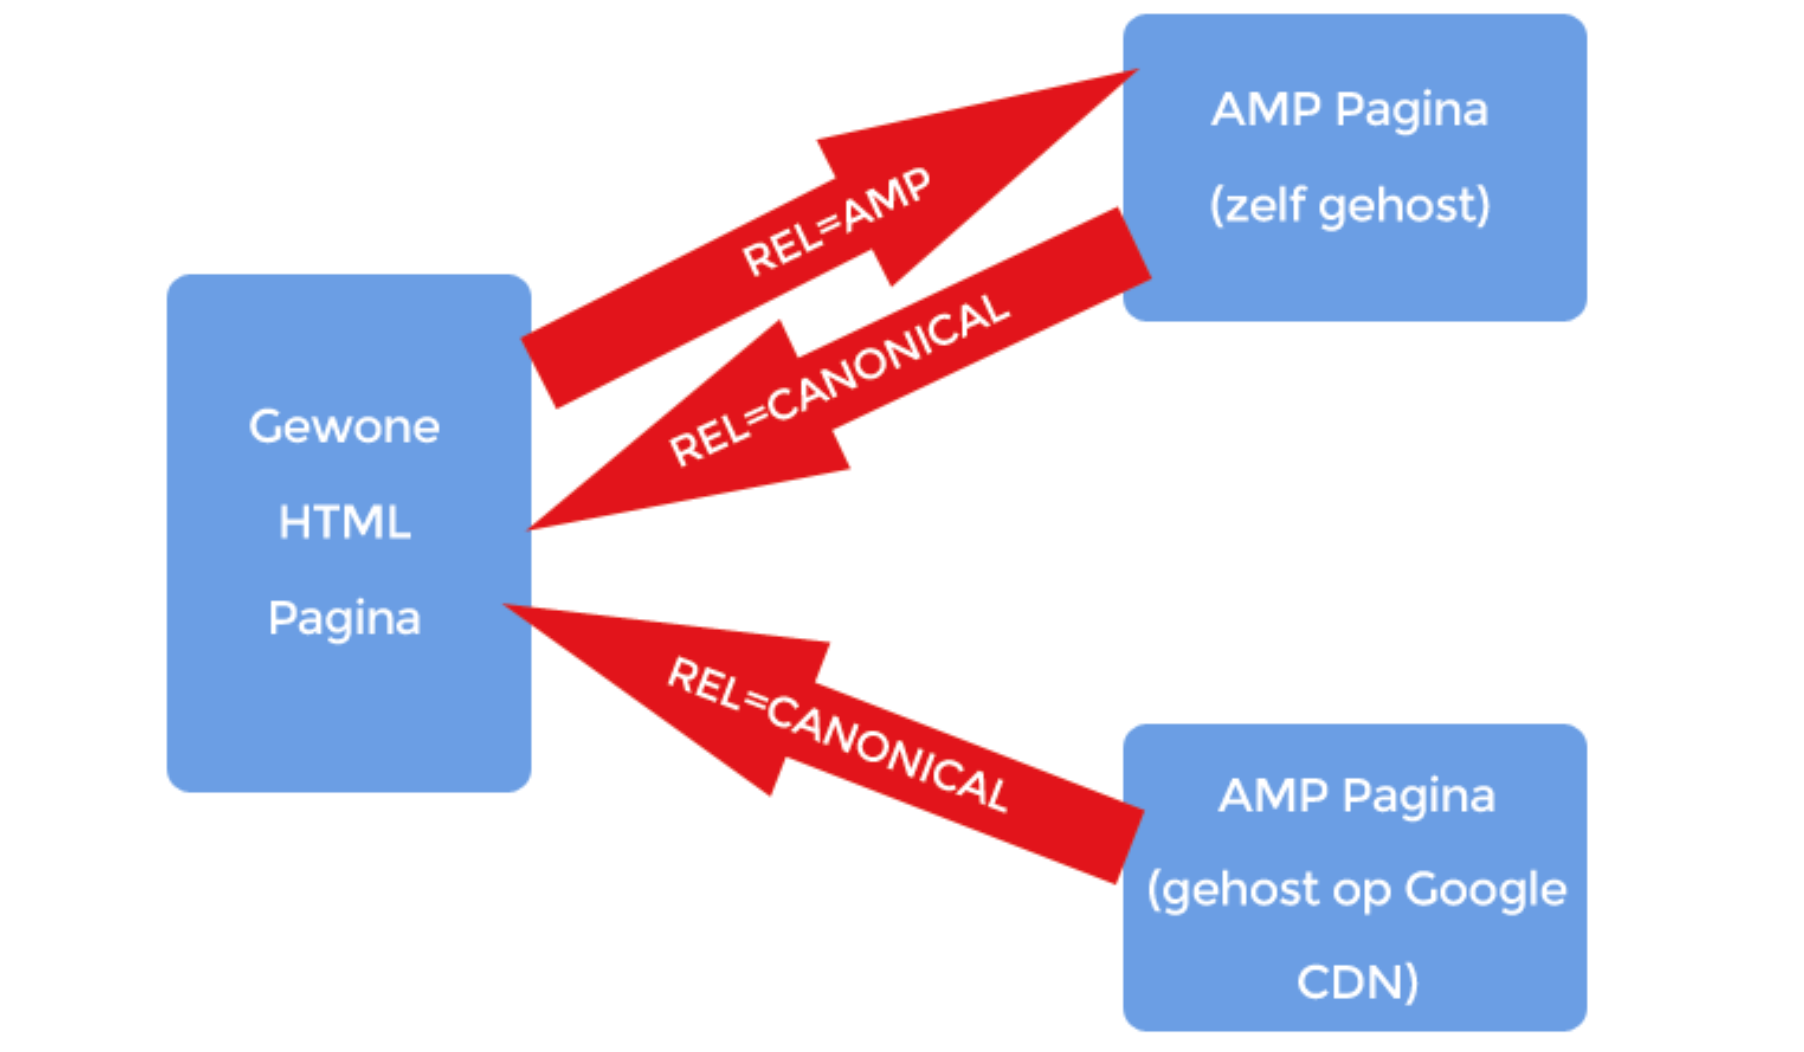 AMP Pagina
(zelf gehost)
REL=AMP
REL=CANONICAL
Gewone
HTML
Pagina
REL=CANONICAL
AMP Pagina
(gehost op Google
CDN)